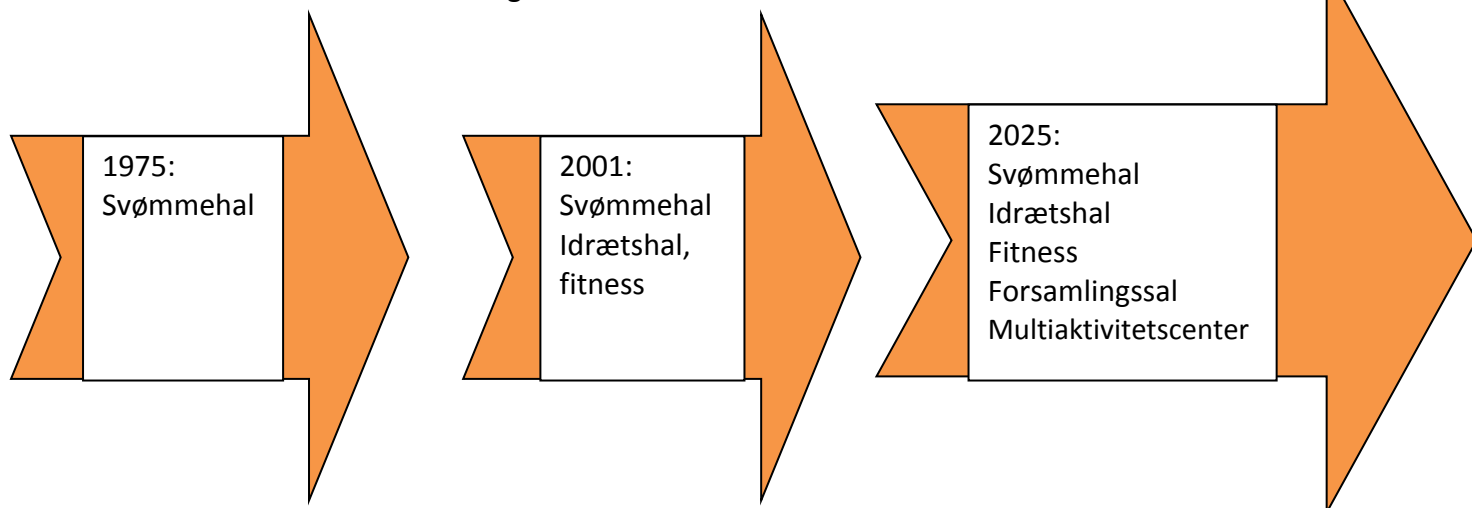 g
1975:
Svømmehal
2001:
Svømmehal
Idrætshal,
fitness
2025:
Svømmehal
Idrætshal
Fitness
Forsamlingssal
Multiaktivitetscenter